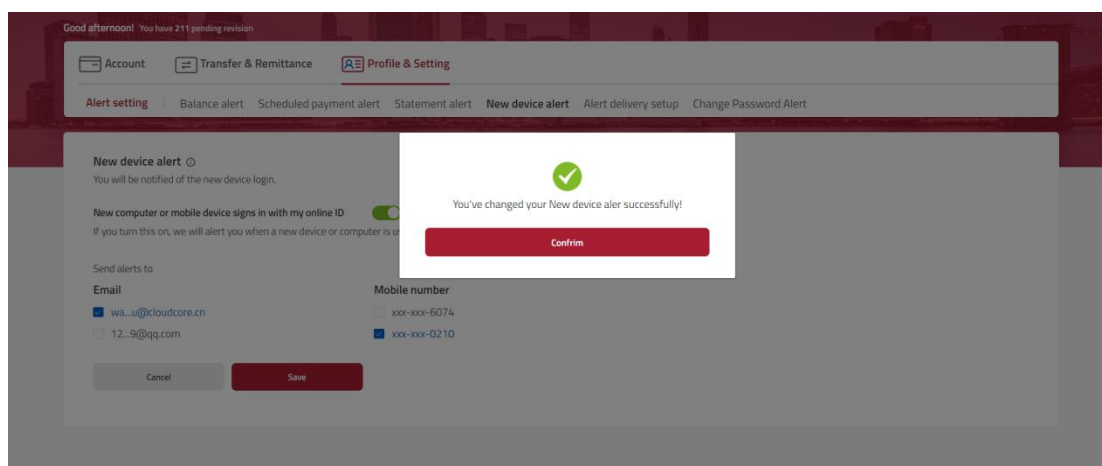 Good afternoon! You have 211 pending revision
Account Transfer & Remittance Profile & Setting
Alert setting Balance alert Scheduled payment alert Statement alert New device alert Alert delivery setup Change Password Alert
New device alert
You will be notified of the new device login.
New computer or mobile device signs in with my online ID
If you turn this on, we will alert you when a new device or computer is u
You've changed your New device aler successfully!
Confrim
Send alerts to
Email Mobile number
wa...u@cloudcore.cn xxx-xxx-6074
12...9@qq.com xxx-xxx-0210
Cancel Save